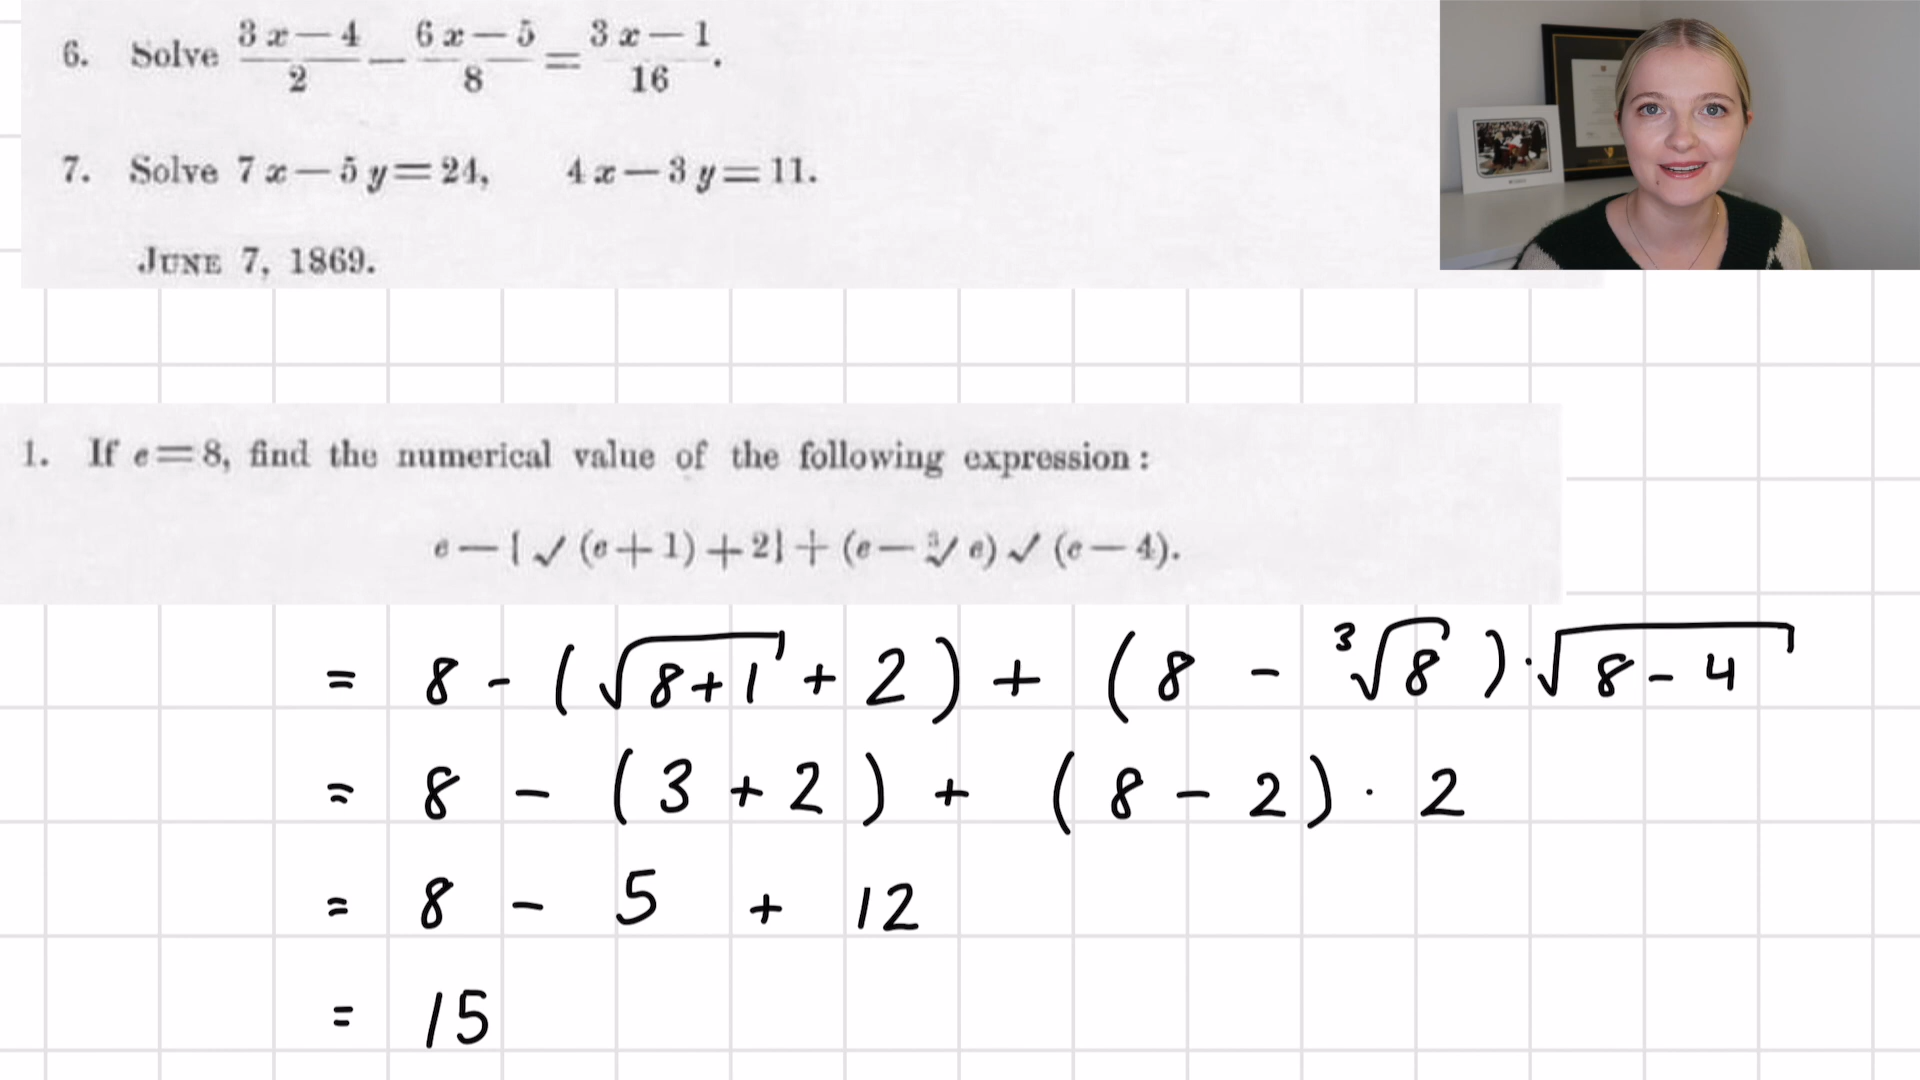 6. Solve (3x − 4)/2 − (6x − 5)/8 = (3x − 1)/16.
7. Solve 7x − 5y = 24, 4x − 3y = 11.
JUNE 7, 1869.
1. If e = 8, find the numerical value of the following expression:
e − {√(e + 1) + 2} + (e − ∛e) √(e − 4).
= 8 - (√(8+1) + 2) + (8 - ∛8) · √(8 - 4)
= 8 - (3 + 2) + (8 - 2) · 2
= 8 - 5 + 12
= 15